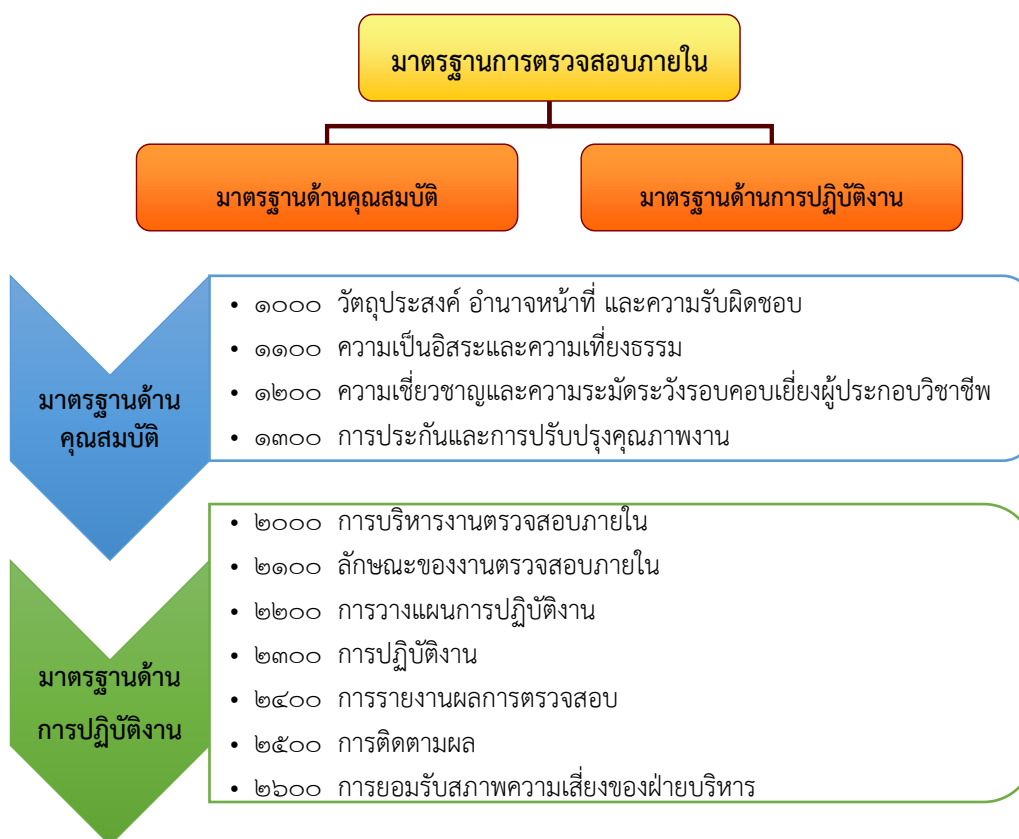 มาตรฐานการตรวจสอบภายใน
มาตรฐานด้านคุณสมบัติ
มาตรฐานด้านการปฏิบัติงาน
มาตรฐานด้าน
คุณสมบัติ
• ๑๐๐๐ วัตถุประสงค์ อำนาจหน้าที่ และความรับผิดชอบ
• ๑๑๐๐ ความเป็นอิสระและความเที่ยงธรรม
• ๑๒๐๐ ความเชี่ยวชาญและความระมัดระวังรอบคอบเยี่ยงผู้ประกอบวิชาชีพ
• ๑๓๐๐ การประกันและการปรับปรุงคุณภาพงาน
มาตรฐานด้าน
การปฏิบัติงาน
• ๒๐๐๐ การบริหารงานตรวจสอบภายใน
• ๒๑๐๐ ลักษณะของงานตรวจสอบภายใน
• ๒๒๐๐ การวางแผนการปฏิบัติงาน
• ๒๓๐๐ การปฏิบัติงาน
• ๒๔๐๐ การรายงานผลการตรวจสอบ
• ๒๕๐๐ การติดตามผล
• ๒๖๐๐ การยอมรับสภาพความเสี่ยงของฝ่ายบริหาร